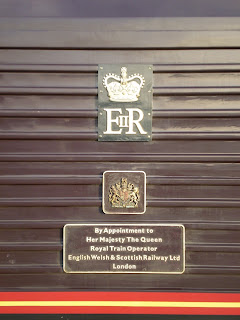 EIIR
By Appointment to
Her Majesty The Queen
Royal Train Operator
English Welsh & Scottish Railway Ltd
London